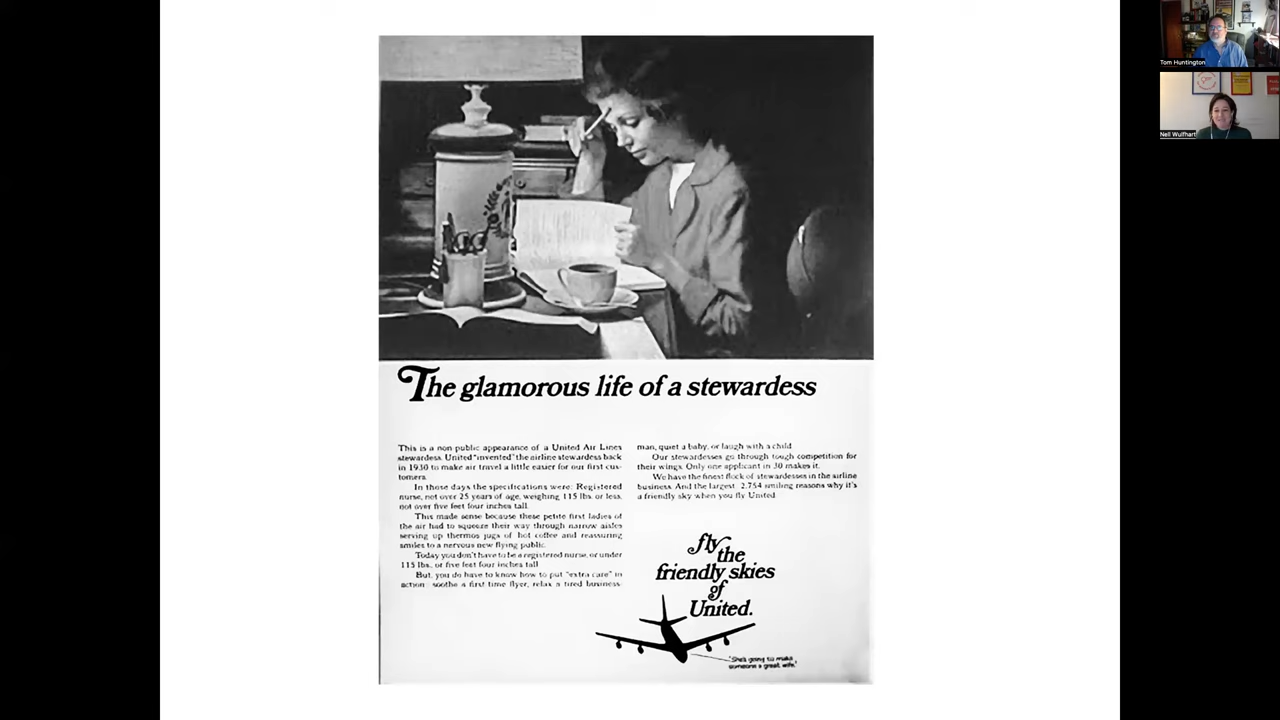 Tom Huntington
Nell Wulfhart
The glamorous life of a stewardess
This is a non-public appearance of a United Air Lines
stewardess. United "invented" the airline stewardess back
in 1930 to make air travel a little easier for our first cus-
tomers.
In those days the specifications were: Registered
nurse, not over 25 years of age, weighing 115 lbs. or less,
not over five feet four inches tall.
This made sense because these petite first ladies of
the air had to squeeze their way through narrow aisles
serving up thermos jugs of hot coffee and reassuring
smiles to a nervous new flying public.
Today you don't have to be a registered nurse, or under
115 lbs., or five feet four inches tall.
But, you do have to know how to put "extra care" in
action: soothe a first time flyer, relax a tired business-
man, quiet a baby, or laugh with a child.
Our stewardesses go through tough competition for
their wings. Only one applicant in 30 makes it.
We have the finest flock of stewardesses in the airline
business. And the largest. 2,754 smiling reasons why it's
a friendly sky when you fly United.
fly
the
friendly skies
of
United.
"She's going to make
someone a great wife."